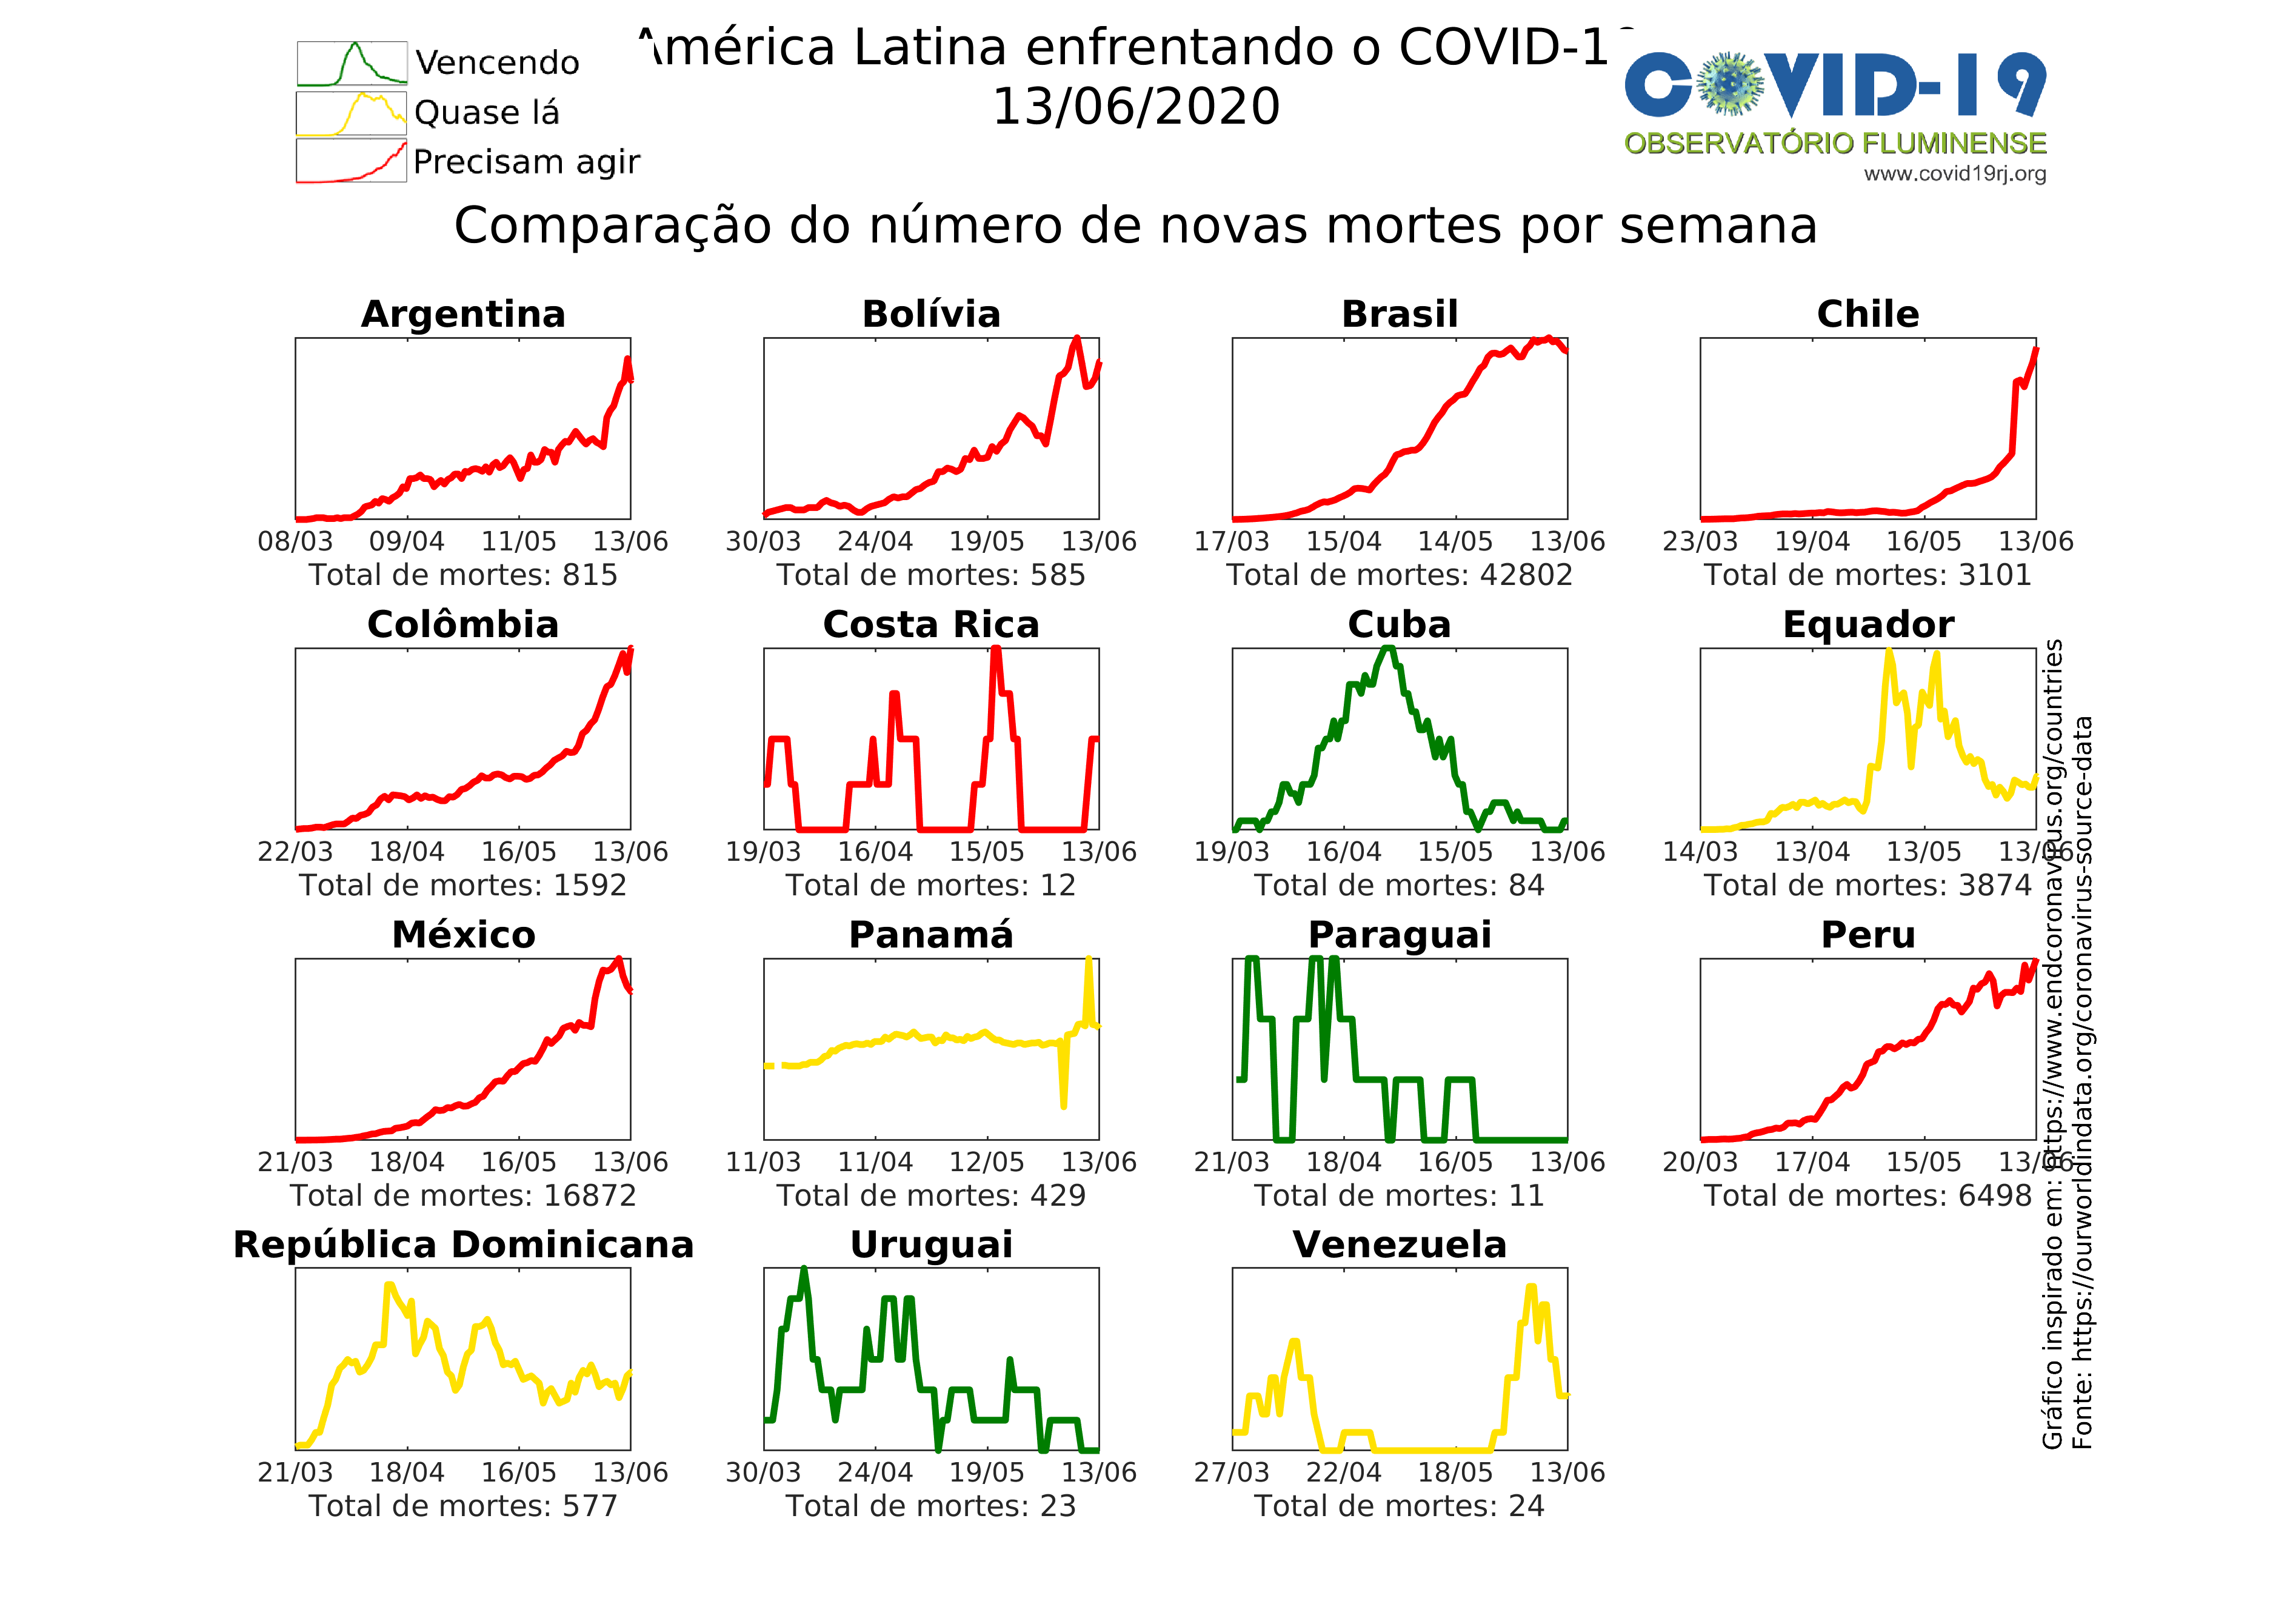 América Latina enfrentando o COVID-19
13/06/2020
Vencendo
Quase lá
Precisam agir
COVID-19
OBSERVATÓRIO FLUMINENSE
www.covid19rj.org
Comparação do número de novas mortes por semana
Argentina
08/03 09/04 11/05 13/06
Total de mortes: 815
Bolívia
30/03 24/04 19/05 13/06
Total de mortes: 585
Brasil
17/03 15/04 14/05 13/06
Total de mortes: 42802
Chile
23/03 19/04 16/05 13/06
Total de mortes: 3101
Colômbia
22/03 18/04 16/05 13/06
Total de mortes: 1592
Costa Rica
19/03 16/04 15/05 13/06
Total de mortes: 12
Cuba
19/03 16/04 15/05 13/06
Total de mortes: 84
Equador
14/03 13/04 13/05 13/06
Total de mortes: 3874
México
21/03 18/04 16/05 13/06
Total de mortes: 16872
Panamá
11/03 11/04 12/05 13/06
Total de mortes: 429
Paraguai
21/03 18/04 16/05 13/06
Total de mortes: 11
Peru
20/03 17/04 15/05 13/06
Total de mortes: 6498
República Dominicana
21/03 18/04 16/05 13/06
Total de mortes: 577
Uruguai
30/03 24/04 19/05 13/06
Total de mortes: 23
Venezuela
27/03 22/04 18/05 13/06
Total de mortes: 24
Gráfico inspirado em: https://www.endcoronavirus.org/countries
Fonte: https://ourworldindata.org/coronavirus-source-data